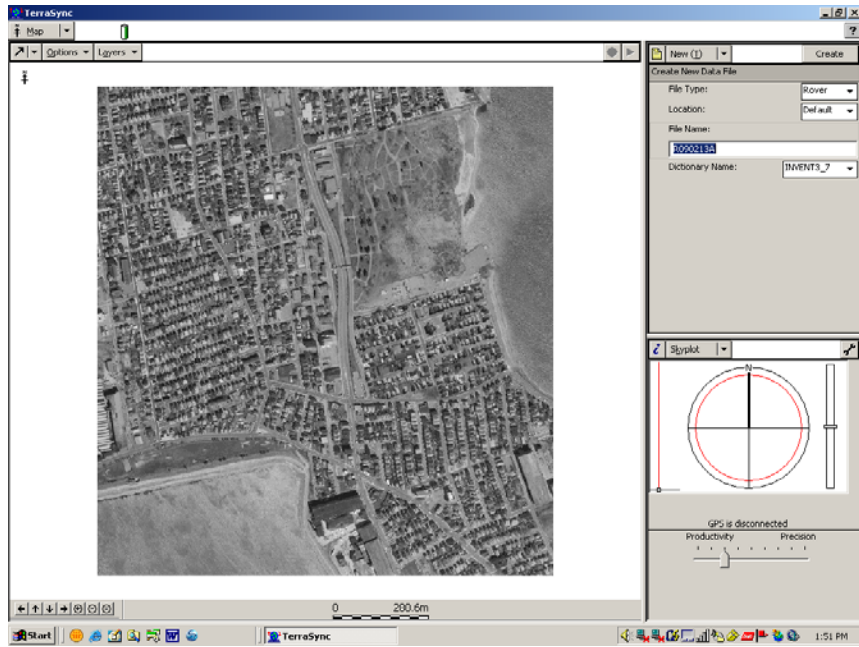 TerraSync
Map
?
Options Layers
New (1) Create
Create New Data File
File Type: Rover
Location: Default
File Name:
R090213A
Dictionary Name: INVENT3_7
Skyplot
N
GPS is disconnected
Productivity Precision
0 200.6m
Start TerraSync 1:51 PM